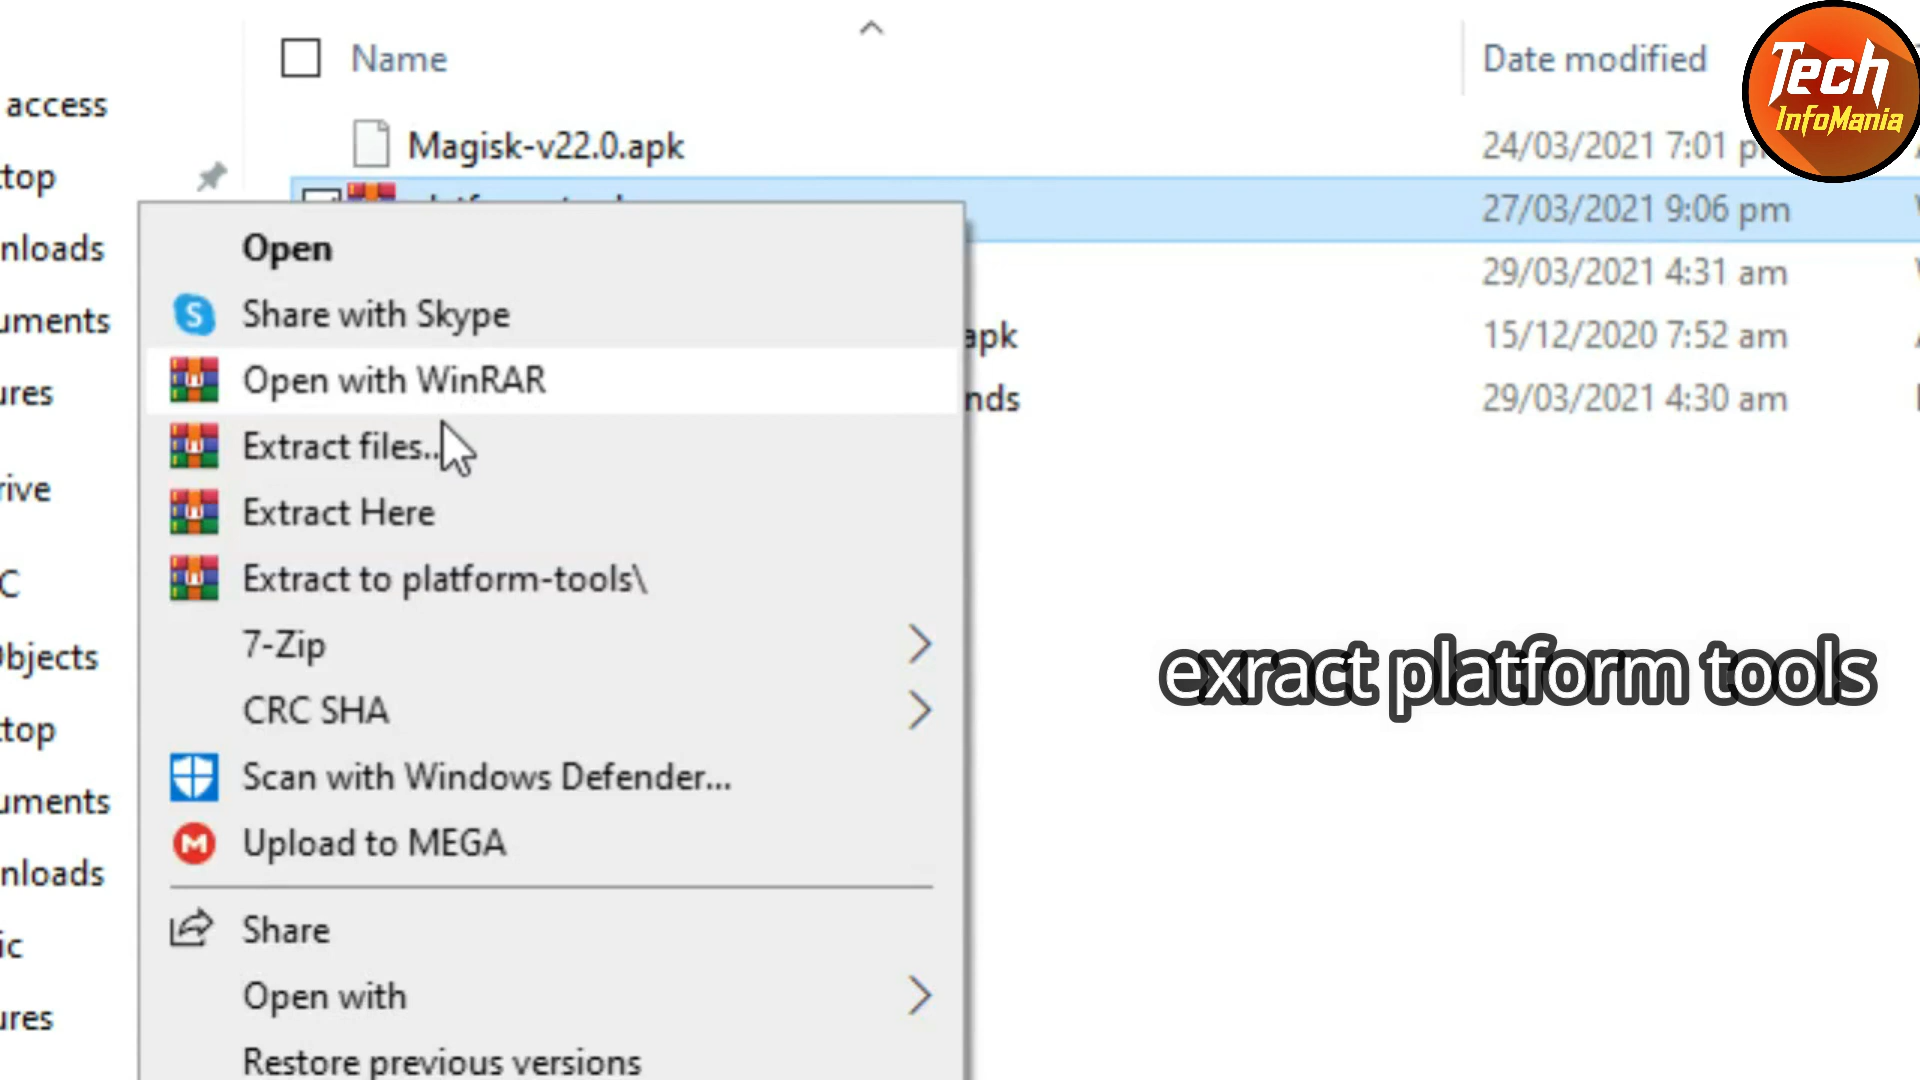 Name
Date modified
Tech
InfoMania
access
Magisk-v22.0.apk
24/03/2021 7:01
top
27/03/2021 9:06 pm
nloads
29/03/2021 4:31 am
uments
apk
15/12/2020 7:52 am
ures
nds
29/03/2021 4:30 am
rive
C
Objects
top
uments
nloads
ic
ures
Open
Share with Skype
Open with WinRAR
Extract files...
Extract Here
Extract to platform-tools\
7-Zip
CRC SHA
Scan with Windows Defender...
Upload to MEGA
Share
Open with
Restore previous versions
exract platform tools